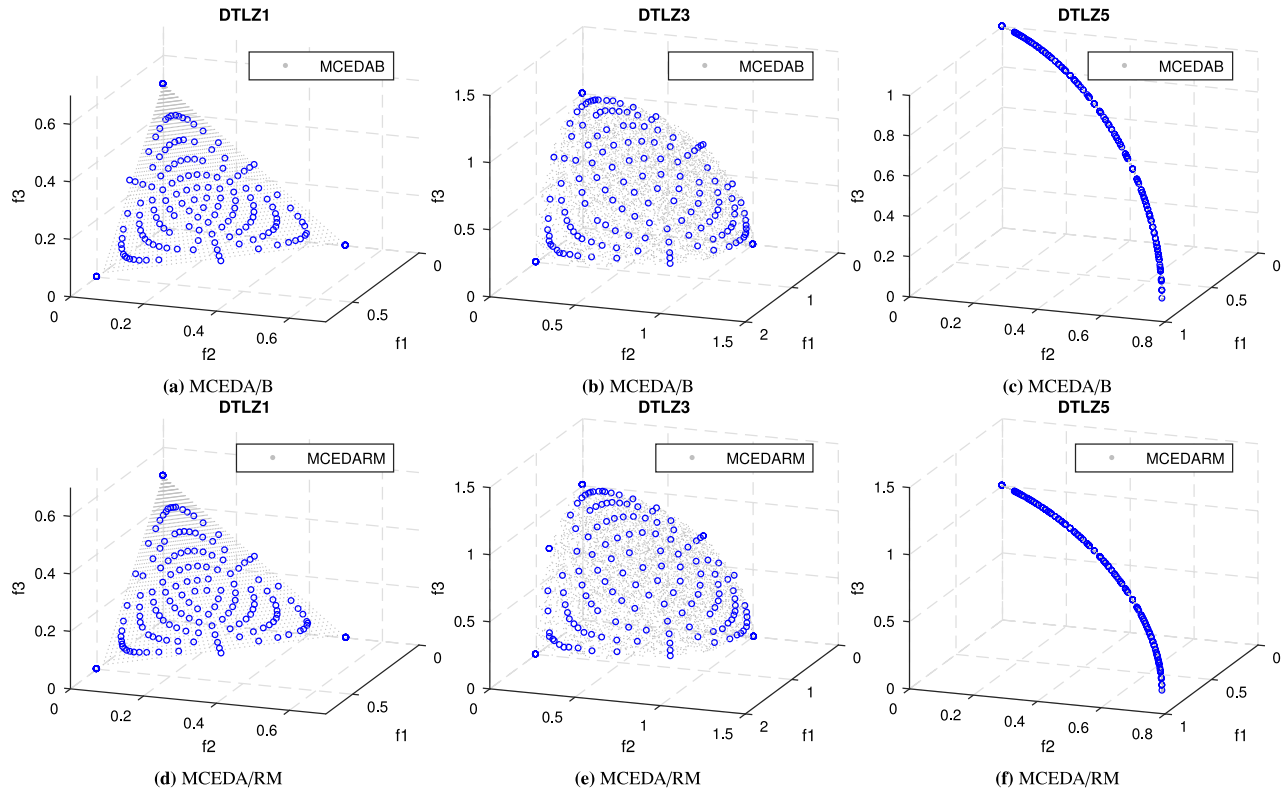 DTLZ1
MCEDAB
0.6
0.4
0.2
0
f3
0
0.2
0.4
0.6
f2
0.5
0
f1
(a) MCEDA/B
DTLZ3
MCEDAB
1.5
1
0.5
0
f3
0
0.5
1
1.5
f2
2
1
0
f1
(b) MCEDA/B
DTLZ5
MCEDAB
1
0.8
0.6
0.4
0.2
0
f3
0
0.2
0.4
0.6
0.8
f2
1
0.5
0
f1
(c) MCEDA/B
DTLZ1
MCEDARM
0.6
0.4
0.2
0
f3
0
0.2
0.4
0.6
f2
0.5
0
f1
(d) MCEDA/RM
DTLZ3
MCEDARM
1.5
1
0.5
0
f3
0
0.5
1
1.5
f2
2
1
0
f1
(e) MCEDA/RM
DTLZ5
MCEDARM
1.5
1
0.5
0
f3
0
0.2
0.4
0.6
0.8
f2
1
0.5
0
f1
(f) MCEDA/RM